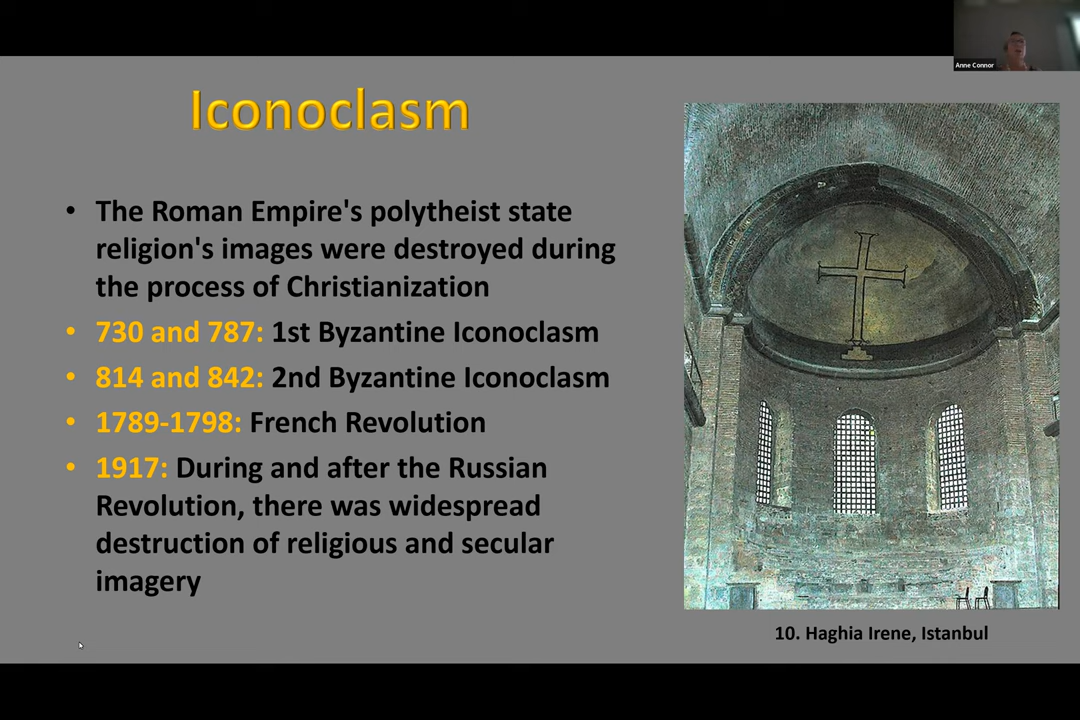 Anne Connor
Iconoclasm
• The Roman Empire's polytheist state
religion's images were destroyed during
the process of Christianization
• 730 and 787: 1st Byzantine Iconoclasm
• 814 and 842: 2nd Byzantine Iconoclasm
• 1789-1798: French Revolution
• 1917: During and after the Russian
Revolution, there was widespread
destruction of religious and secular
imagery
10. Haghia Irene, Istanbul